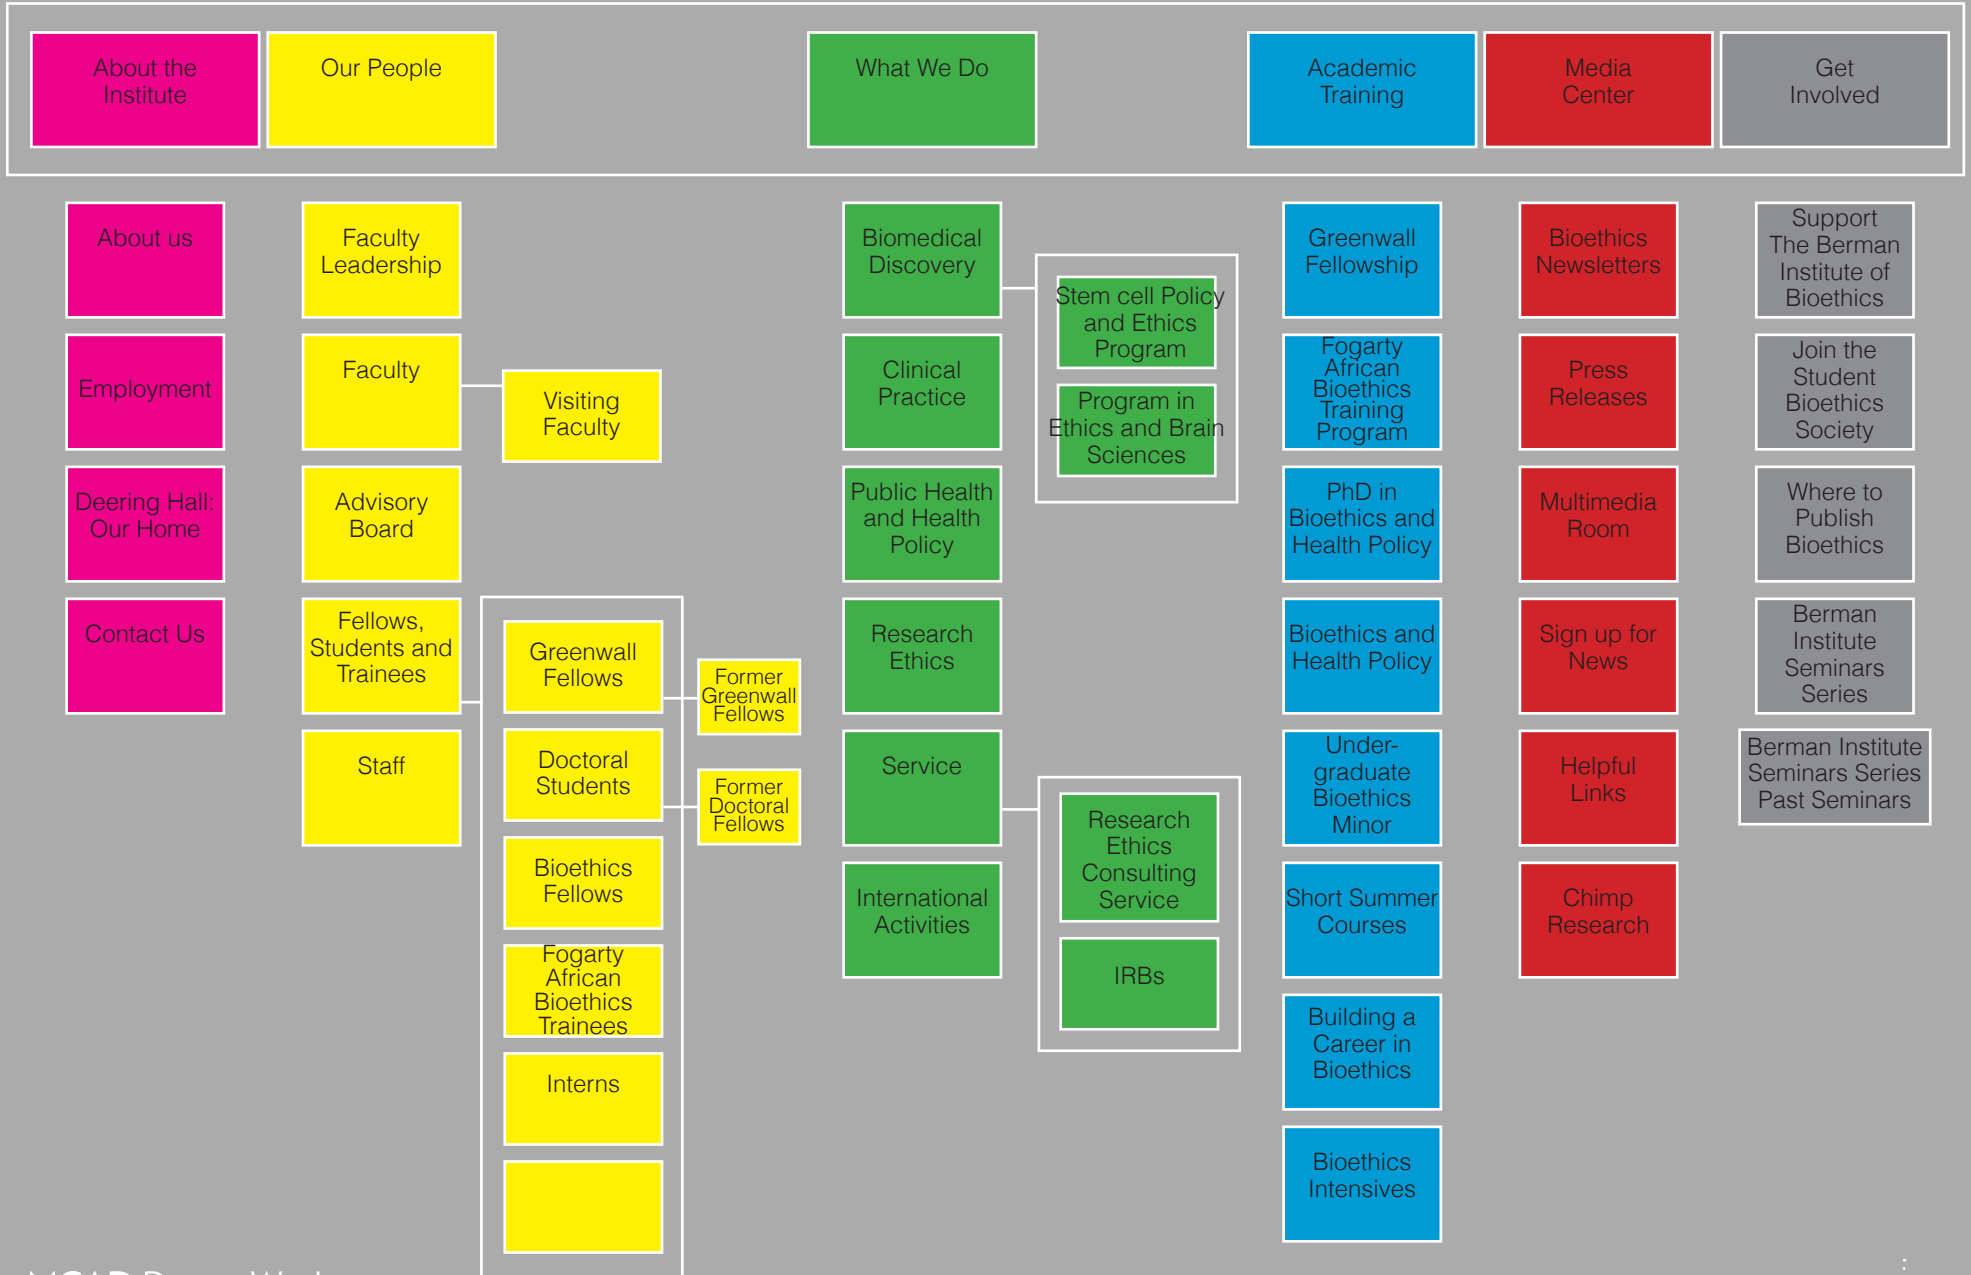 About the
Institute
Our People
What We Do
Academic
Training
Media
Center
Get
Involved
About us
Employment
Deering Hall:
Our Home
Contact Us
Faculty
Leadership
Faculty
Visiting
Faculty
Advisory
Board
Fellows,
Students and
Trainees
Staff
Greenwall
Fellows
Former
Greenwall
Fellows
Doctoral
Students
Former
Doctoral
Fellows
Bioethics
Fellows
Fogarty
African
Bioethics
Trainees
Interns
Biomedical
Discovery
Stem cell Policy
and Ethics
Program
Program in
Ethics and Brain
Sciences
Clinical
Practice
Public Health
and Health
Policy
Research
Ethics
Service
Research
Ethics
Consulting
Service
IRBs
International
Activities
Greenwall
Fellowship
Fogarty
African
Bioethics
Training
Program
PhD in
Bioethics and
Health Policy
Bioethics and
Health Policy
Under-
graduate
Bioethics
Minor
Short Summer
Courses
Building a
Career in
Bioethics
Bioethics
Intensives
Bioethics
Newsletters
Press
Releases
Multimedia
Room
Sign up for
News
Helpful
Links
Chimp
Research
Support
The Berman
Institute of
Bioethics
Join the
Student
Bioethics
Society
Where to
Publish
Bioethics
Berman
Institute
Seminars
Series
Berman Institute
Seminars Series
Past Seminars